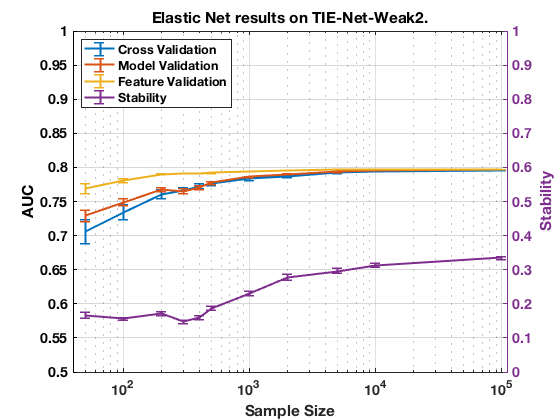 Elastic Net results on TIE-Net-Weak2.
Cross Validation
Model Validation
Feature Validation
Stability
AUC
1
0.95
0.9
0.85
0.8
0.75
0.7
0.65
0.6
0.55
0.5
1
0.9
0.8
0.7
0.6
0.5
0.4
0.3
0.2
0.1
0
Stability
10² 10³ 10⁴ 10⁵
Sample Size